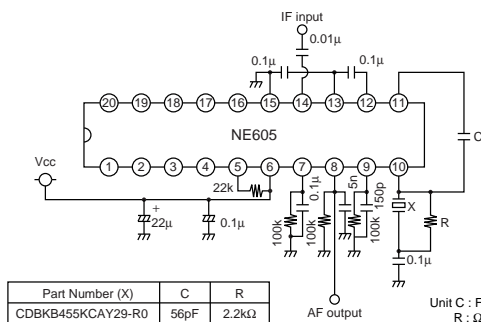 IF input
0.01μ
0.1μ
0.1μ
20 19 18 17 16 15 14 13 12 11
NE605
C
Vcc
1 2 3 4 5 6 7 8 9 10
22k
+
22μ
0.1μ
100k
0.1μ
100k
5n
100k
150p
X
R
0.1μ
Part Number (X) C R
CDBKB455KCAY29-R0 56pF 2.2kΩ
AF output
Unit C : F
R : Ω